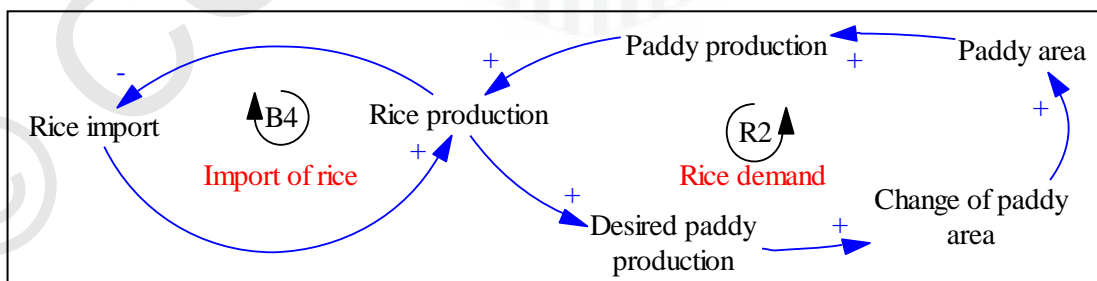 Paddy production
Paddy area
+
+
+
-
Rice import
B4
Rice production
R2
+
+
Import of rice
Rice demand
+
Change of paddy
area
+
Desired paddy
production